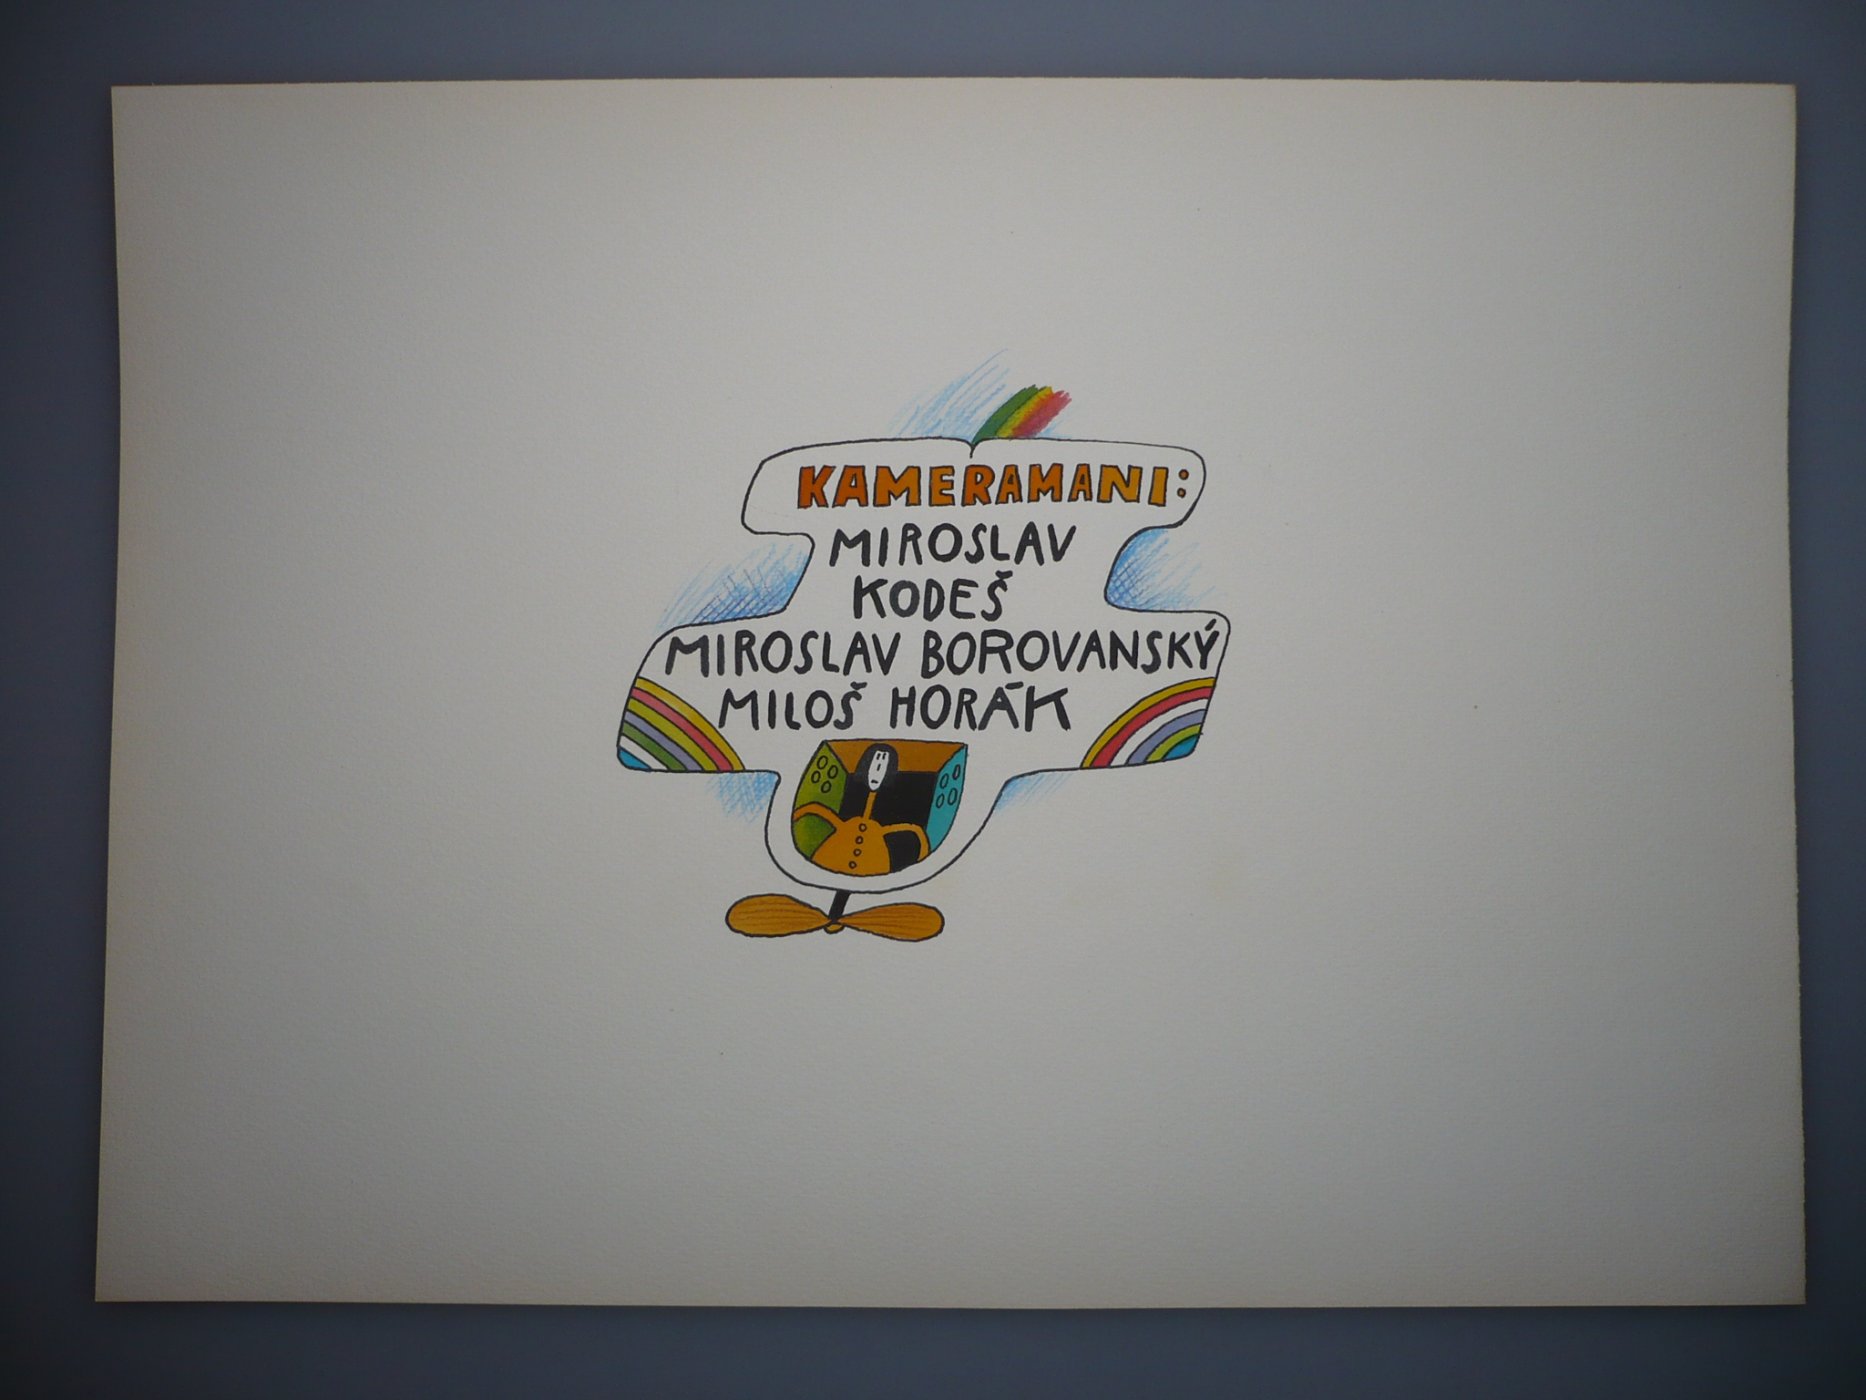 KAMERAMANI:
MIROSLAV
KODEŠ
MIROSLAV BOROVANSKÝ
MILOŠ HORÁK